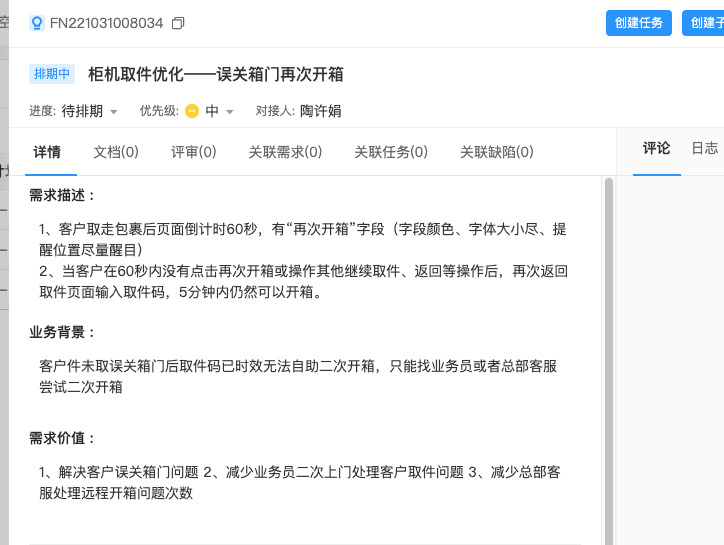 FN221031008034
创建任务
创建子
排期中
柜机取件优化——误关箱门再次开箱
进度: 待排期 优先级: 中 对接人: 陶许娟
详情 文档(0) 评审(0) 关联需求(0) 关联任务(0) 关联缺陷(0)
评论 日志
需求描述：
1、客户取走包裹后页面倒计时60秒，有“再次开箱”字段（字段颜色、字体大小尽、提
醒位置尽量醒目）
2、当客户在60秒内没有点击再次开箱或操作其他继续取件、返回等操作后，再次返回
取件页面输入取件码，5分钟内仍然可以开箱。
业务背景：
客户件未取误关箱门后取件码已时效无法自助二次开箱，只能找业务员或者总部客服
尝试二次开箱
需求价值：
1、解决客户误关箱门问题 2、减少业务员二次上门处理客户取件问题 3、减少总部客
服处理远程开箱问题次数